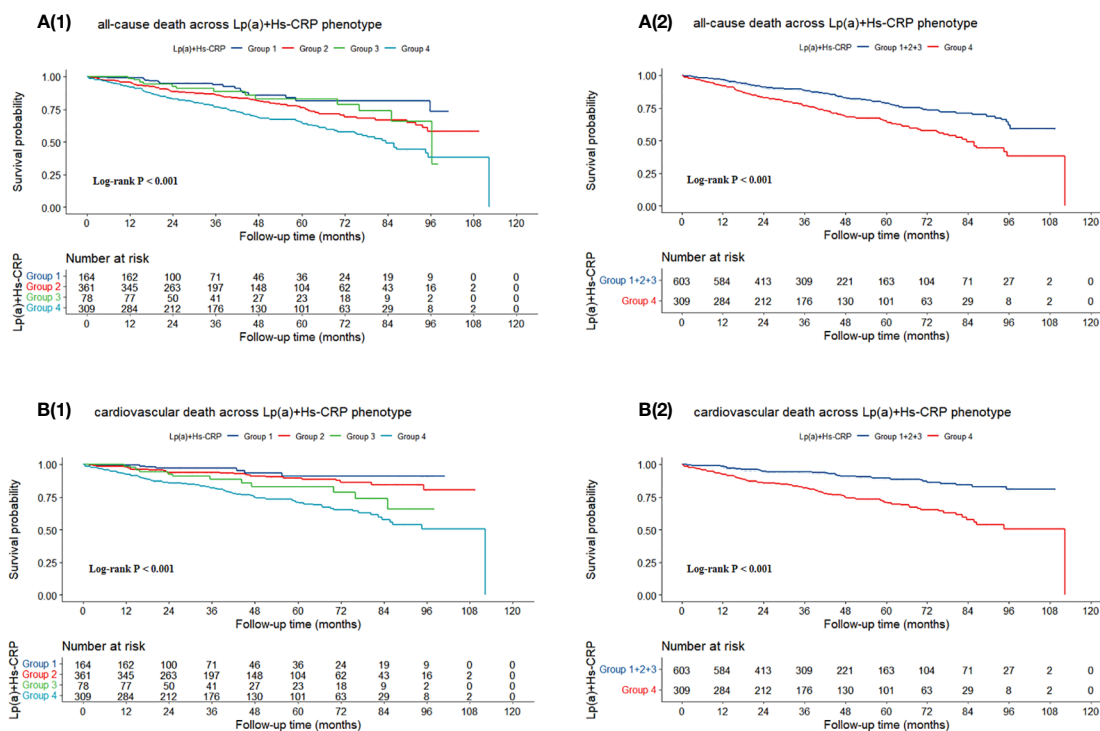 A(1) all-cause death across Lp(a)+Hs-CRP phenotype
Lp(a)+Hs-CRP Group 1 Group 2 Group 3 Group 4
Survival probability
1.00
0.75
0.50
0.25
0.00
Log-rank P < 0.001
0 12 24 36 48 60 72 84 96 108 120
Follow-up time (months)
Number at risk
Lp(a)+Hs-CRP
Group 1 164 162 100 71 46 36 24 19 9 0 0
Group 2 361 345 263 197 148 104 62 43 16 2 0
Group 3 78 77 50 41 27 23 18 9 2 0 0
Group 4 309 284 212 176 130 101 63 29 8 2 0
0 12 24 36 48 60 72 84 96 108 120
Follow-up time (months)
A(2) all-cause death across Lp(a)+Hs-CRP phenotype
Lp(a)+Hs-CRP Group 1+2+3 Group 4
Survival probability
1.00
0.75
0.50
0.25
0.00
Log-rank P < 0.001
0 12 24 36 48 60 72 84 96 108 120
Follow-up time (months)
Number at risk
Lp(a)+Hs-CRP
Group 1+2+3 603 584 413 309 221 163 104 71 27 2 0
Group 4 309 284 212 176 130 101 63 29 8 2 0
0 12 24 36 48 60 72 84 96 108 120
Follow-up time (months)
B(1) cardiovascular death across Lp(a)+Hs-CRP phenotype
Lp(a)+Hs-CRP Group 1 Group 2 Group 3 Group 4
Survival probability
1.00
0.75
0.50
0.25
0.00
Log-rank P < 0.001
0 12 24 36 48 60 72 84 96 108 120
Follow-up time (months)
Number at risk
Lp(a)+Hs-CRP
Group 1 164 162 100 71 46 36 24 19 9 0 0
Group 2 361 345 263 197 148 104 62 43 16 2 0
Group 3 78 77 50 41 27 23 18 9 2 0 0
Group 4 309 284 212 176 130 101 63 29 8 2 0
0 12 24 36 48 60 72 84 96 108 120
Follow-up time (months)
B(2) cardiovascular death across Lp(a)+Hs-CRP phenotype
Lp(a)+Hs-CRP Group 1+2+3 Group 4
Survival probability
1.00
0.75
0.50
0.25
0.00
Log-rank P < 0.001
0 12 24 36 48 60 72 84 96 108 120
Follow-up time (months)
Number at risk
Lp(a)+Hs-CRP
Group 1+2+3 603 584 413 309 221 163 104 71 27 2 0
Group 4 309 284 212 176 130 101 63 29 8 2 0
0 12 24 36 48 60 72 84 96 108 120
Follow-up time (months)